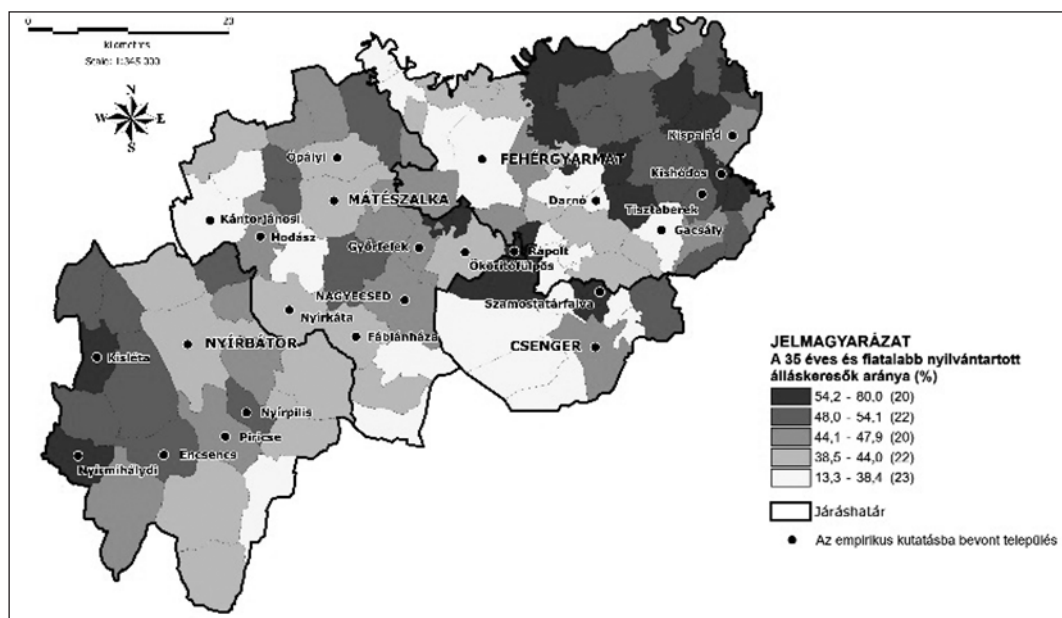 0 20
kilometres
Scale: 1:345 000
N
W E
S
Kispalád
Ópályi
FEHÉRGYARMAT
Kishódos
MÁTÉSZALKA
Darnó
Tisztaberek
Kántorjánosi
Gacsály
Hodász
Győrtelek
Rápolt
Ököritófülpös
NAGYECSED
Szamostatárfalva
Nyírkáta
Fábiánháza
NYÍRBÁTOR
CSENGER
Kisléta
Nyírpilis
Piricse
Nyírmihálydi
Encsencs
JELMAGYARÁZAT
A 35 éves és fiatalabb nyilvántartott
álláskeresők aránya (%)
54,2 - 80,0 (20)
48,0 - 54,1 (22)
44,1 - 47,9 (20)
38,5 - 44,0 (22)
13,3 - 38,4 (23)
Járáshatár
Az empirikus kutatásba bevont település